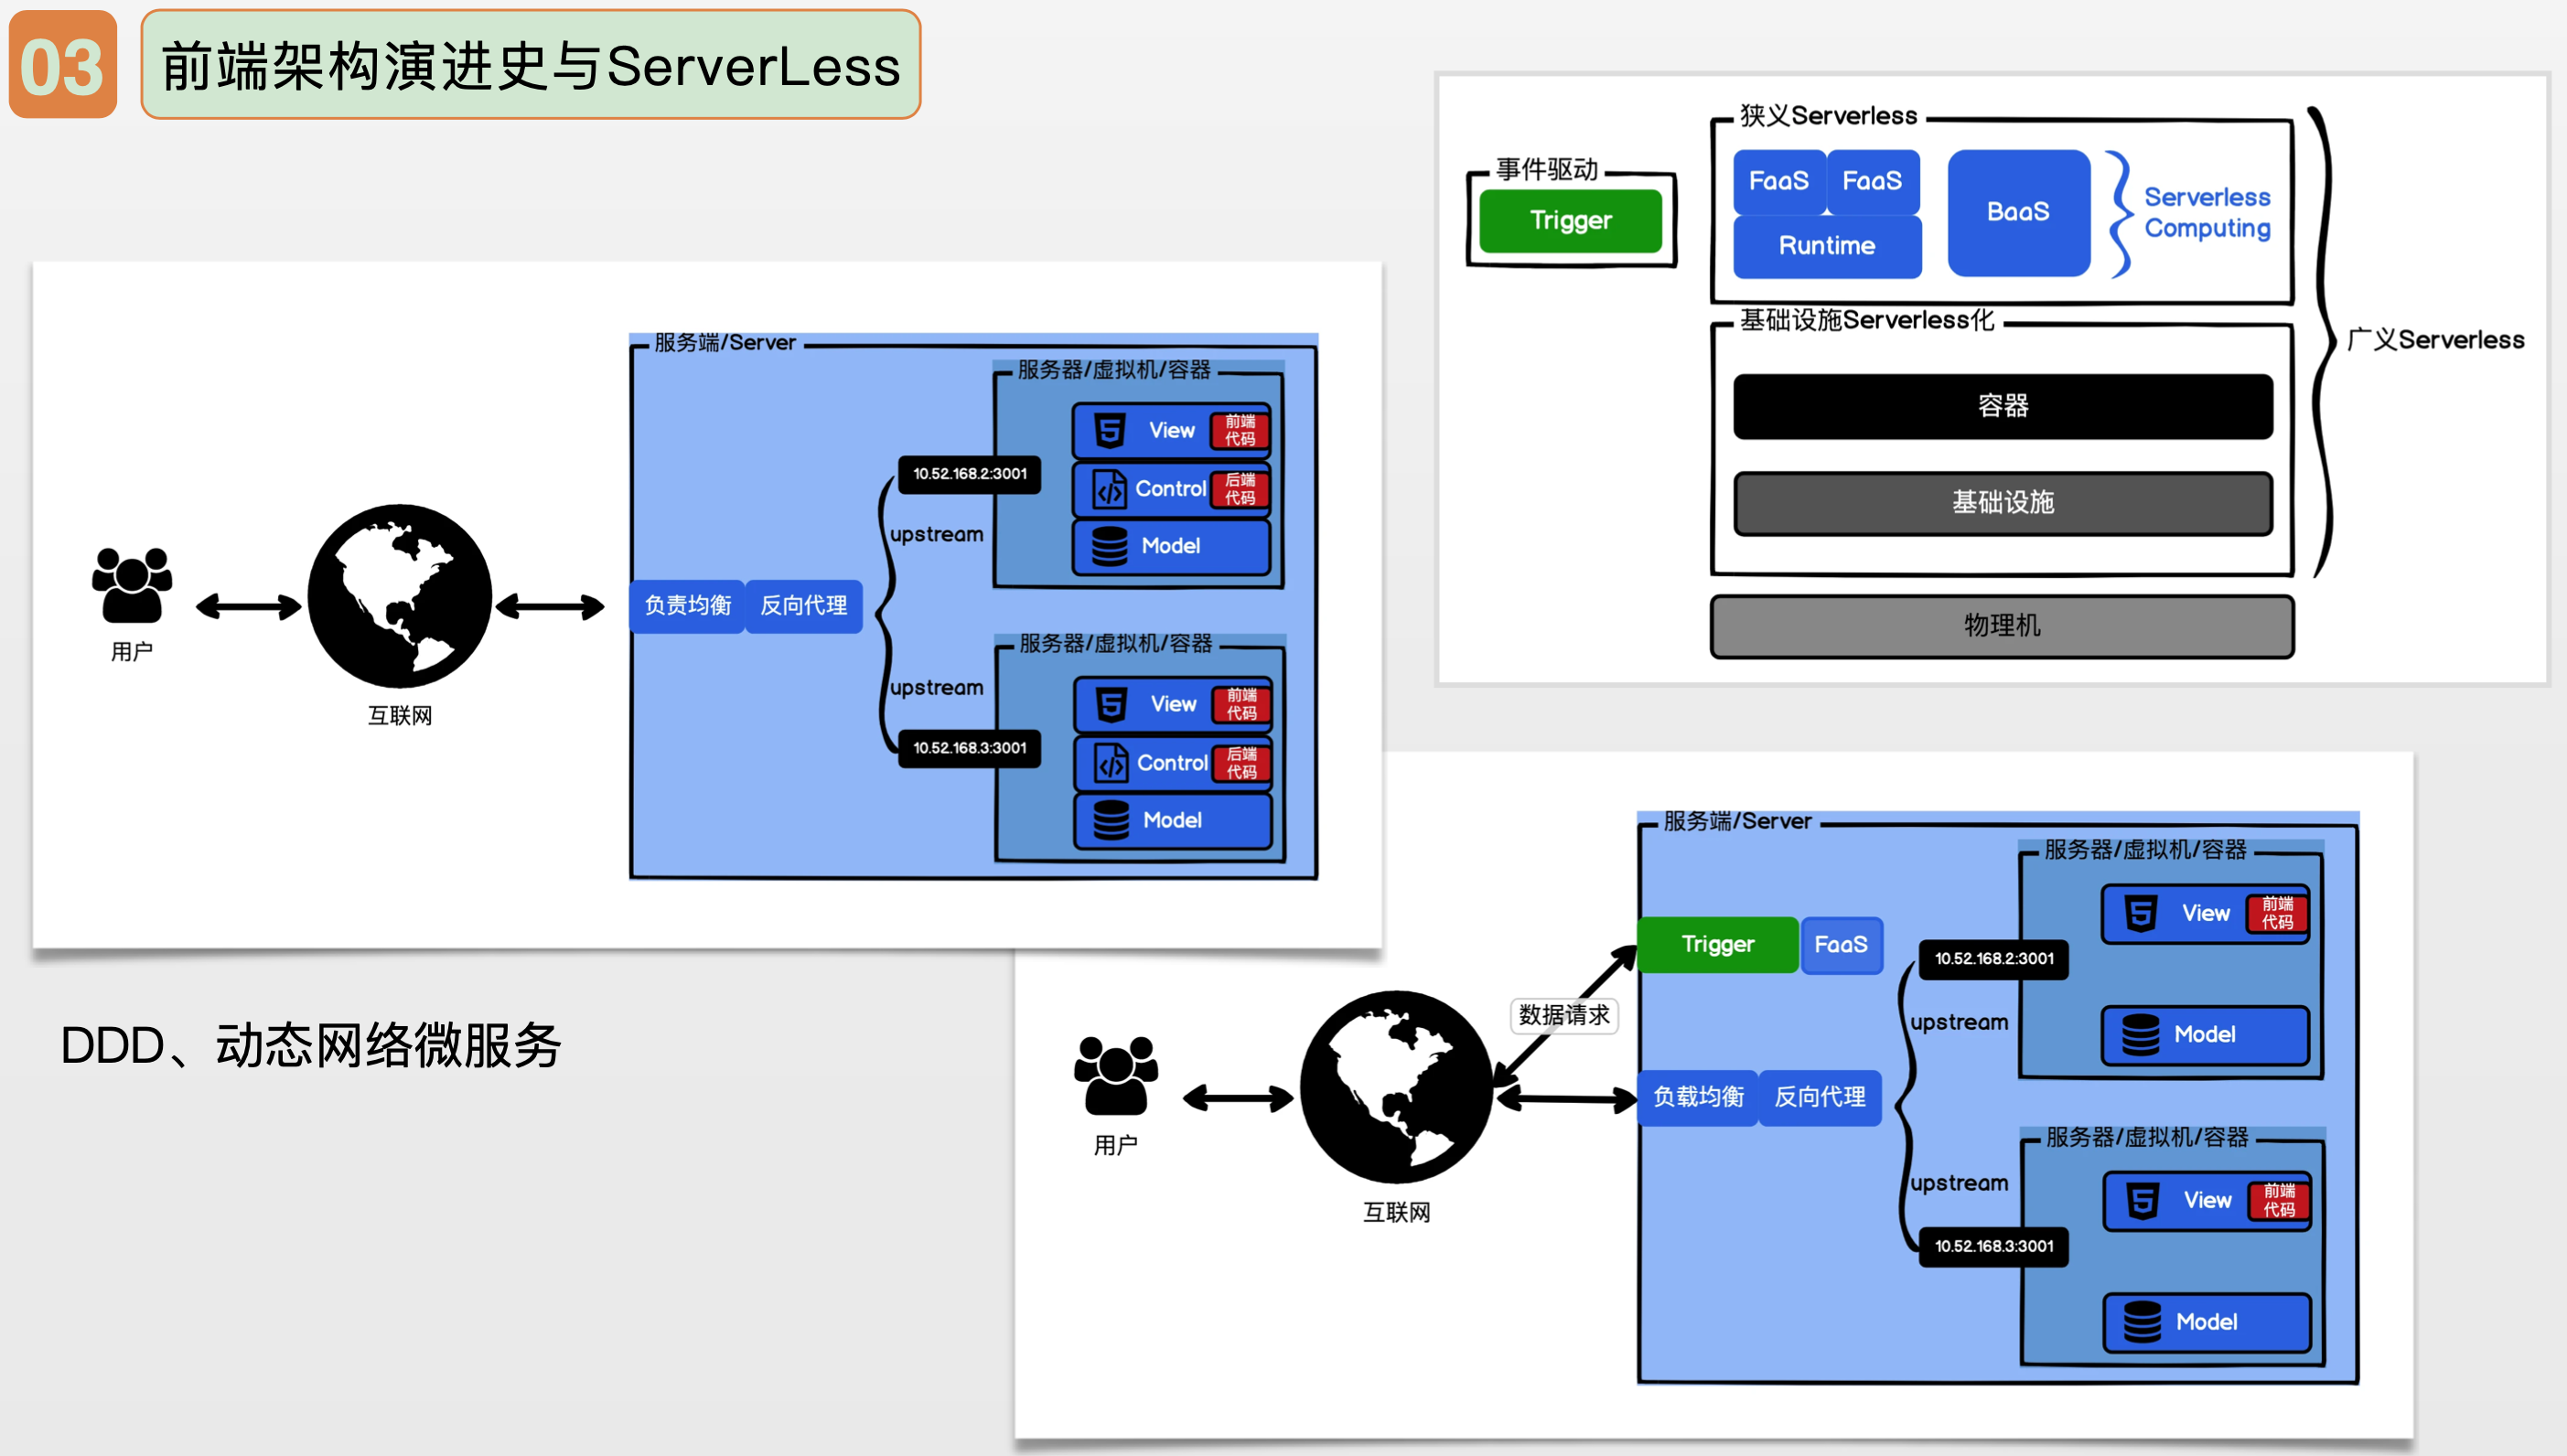 03
前端架构演进史与ServerLess
狭义Serverless
事件驱动
Trigger
FaaS
FaaS
Runtime
BaaS
Serverless
Computing
基础设施Serverless化
容器
基础设施
物理机
广义Serverless
用户
互联网
服务端/Server
负责均衡
反向代理
upstream
upstream
10.52.168.2:3001
10.52.168.3:3001
服务器/虚拟机/容器
View
前端
代码
Control
后端
代码
Model
服务器/虚拟机/容器
View
前端
代码
Control
后端
代码
Model
DDD、动态网络微服务
用户
互联网
数据请求
服务端/Server
Trigger
FaaS
负载均衡
反向代理
upstream
upstream
10.52.168.2:3001
10.52.168.3:3001
服务器/虚拟机/容器
View
前端
代码
Model
服务器/虚拟机/容器
View
前端
代码
Model